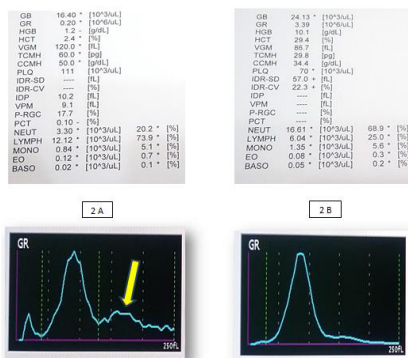 GB 16.40 * [10^3/uL]
GR 0.20 * [10^6/uL]
HGB 1.2 - [g/dL]
HCT 2.4 * [%]
VGM 120.0 * [fL]
TCMH 60.0 * [pg]
CCMH 50.0 * [g/dL]
PLQ 111 [10^3/uL]
IDR-SD ---- [fL]
IDR-CV ---- [%]
IDP 10.2 [fL]
VPM 9.1 [fL]
P-RGC 17.7 [%]
PCT 0.10 - [%]
NEUT 3.30 * [10^3/uL] 20.2 * [%]
LYMPH 12.12 * [10^3/uL] 73.9 * [%]
MONO 0.84 * [10^3/uL] 5.1 * [%]
EO 0.12 * [10^3/uL] 0.7 * [%]
BASO 0.02 * [10^3/uL] 0.1 * [%]
GB 24.13 * [10^3/uL]
GR 3.39 [10^6/uL]
HGB 10.1 [g/dL]
HCT 29.4 [%]
VGM 86.7 [fL]
TCMH 29.8 [pg]
CCMH 34.4 [g/dL]
PLQ 70 * [10^3/uL]
IDR-SD 57.0 + [fL]
IDR-CV 22.3 + [%]
IDP ---- [fL]
VPM ---- [fL]
P-RGC ---- [%]
PCT ---- [%]
NEUT 16.61 * [10^3/uL] 68.9 * [%]
LYMPH 6.04 * [10^3/uL] 25.0 * [%]
MONO 1.35 * [10^3/uL] 5.6 * [%]
EO 0.08 * [10^3/uL] 0.3 * [%]
BASO 0.05 * [10^3/uL] 0.2 * [%]
2 A
2 B
GR
250fL
GR
250fL